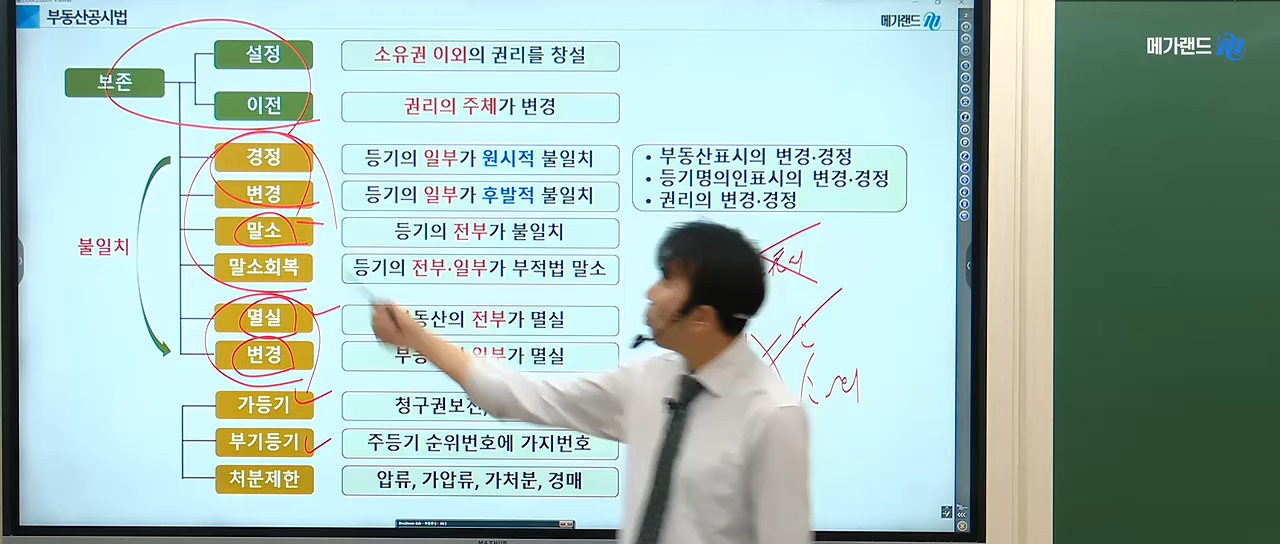 부동산공시법
메가랜드
메가랜드
보존
설정
소유권 이외의 권리를 창설
이전
권리의 주체가 변경
불일치
경정
등기의 일부가 원시적 불일치
변경
등기의 일부가 후발적 불일치
• 부동산표시의 변경·경정
• 등기명의인표시의 변경·경정
• 권리의 변경·경정
말소
등기의 전부가 불일치
말소회복
등기의 전부·일부가 부적법 말소
멸실
동산의 전부가 멸실
변경
일부가 멸실
가등기
청구권보전,
부기등기
주등기 순위번호에 가지번호
처분제한
압류, 가압류, 가처분, 경매